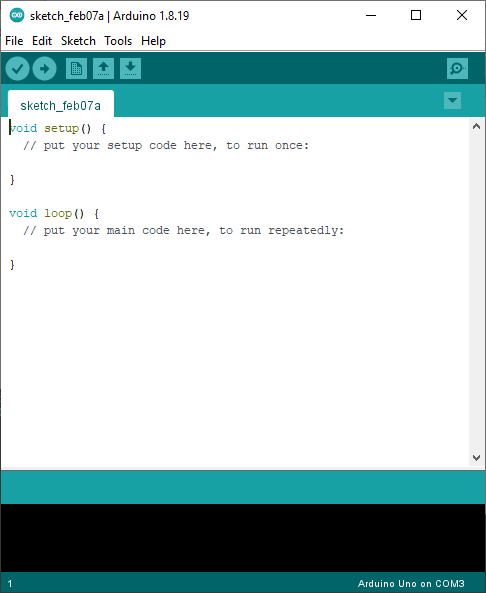 sketch_feb07a | Arduino 1.8.19
File Edit Sketch Tools Help
sketch_feb07a
void setup() {
  // put your setup code here, to run once:
}
void loop() {
  // put your main code here, to run repeatedly:
}
1 Arduino Uno on COM3